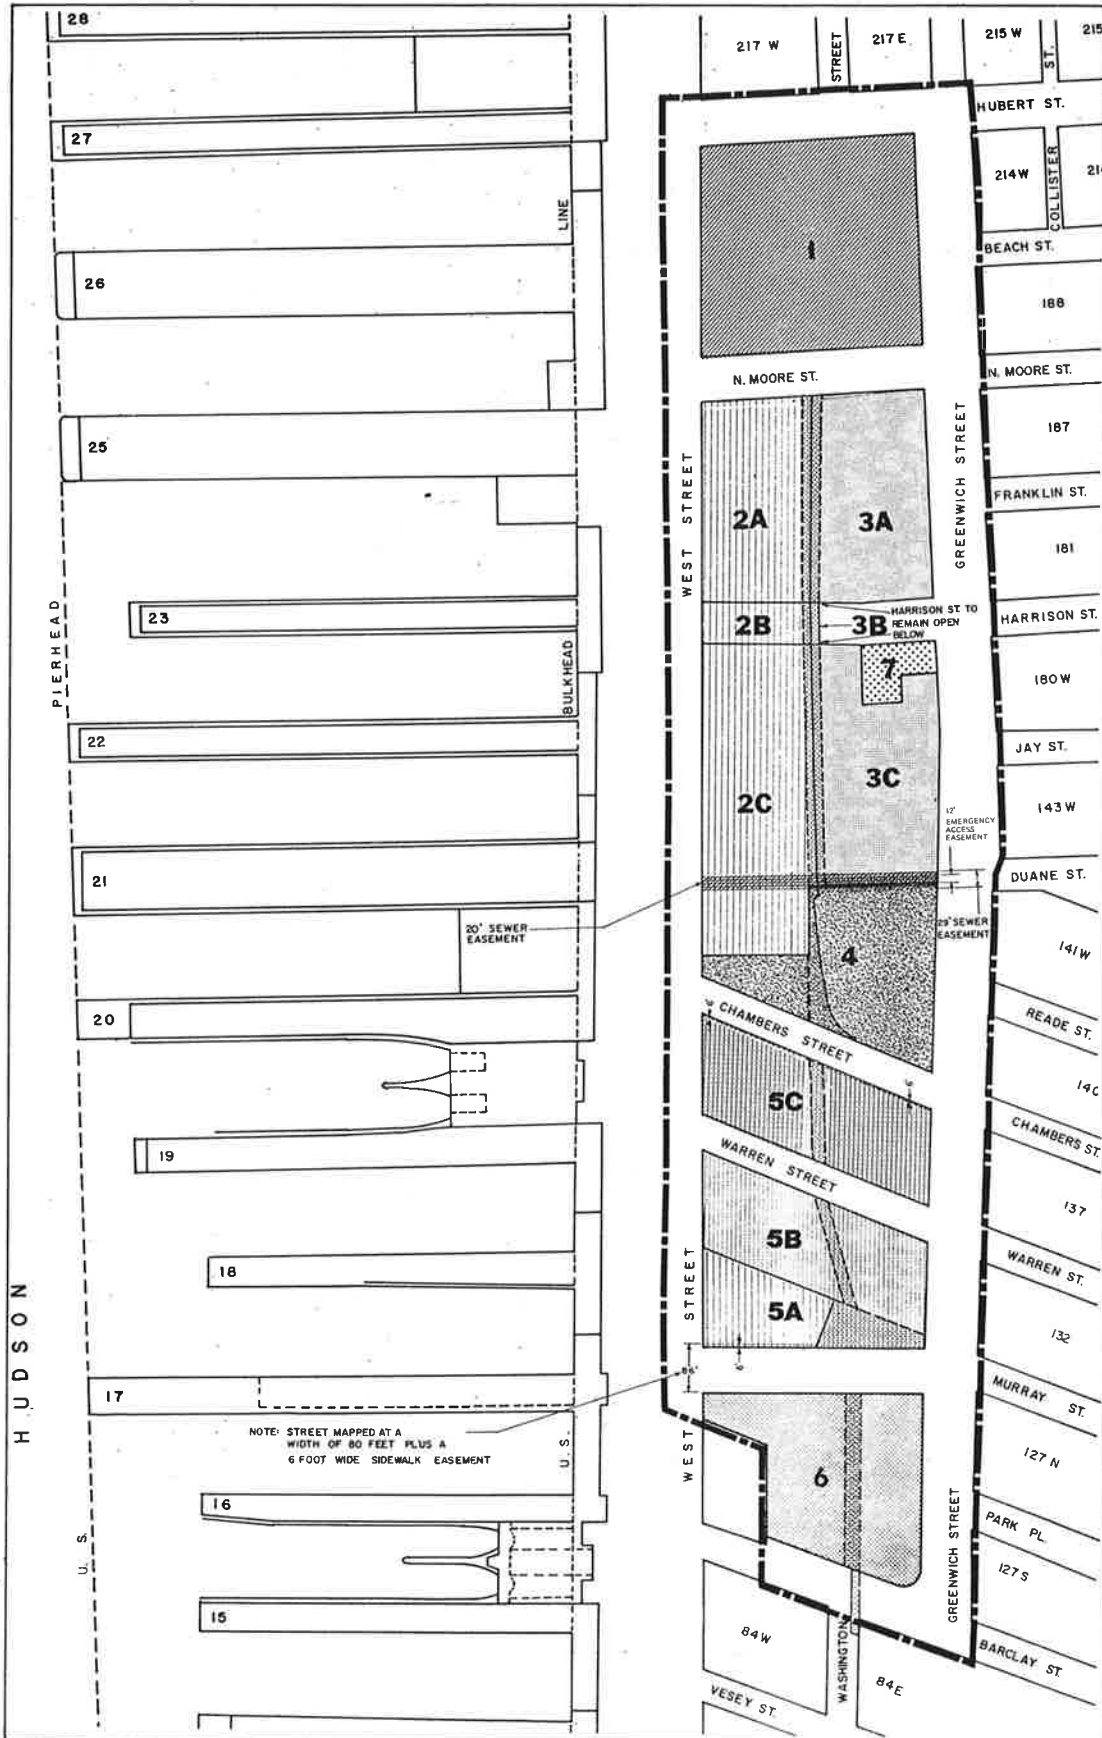 28
217 W
STREET
217 E
215 W
ST.
215
HUBERT ST.
27
214W
COLLISTER
214
LINE
BEACH ST.
1
26
188
N. MOORE ST.
N. MOORE ST.
187
25
WEST STREET
GREENWICH STREET
FRANKLIN ST.
2A
3A
181
PIERHEAD
23
HARRISON ST. TO
REMAIN OPEN
BELOW
HARRISON ST.
2B
3B
BULKHEAD
7
180 W
22
JAY ST.
2C
3C
143 W
12'
EMERGENCY
ACCESS
EASEMENT
21
DUANE ST.
20' SEWER
EASEMENT
29' SEWER
EASEMENT
4
141 W
20
6'
CHAMBERS STREET
READE ST.
6'
140
5C
19
WARREN STREET
CHAMBERS ST.
137
5B
18
WARREN ST.
HUDSON
STREET
5A
132
6'
86'
17
MURRAY ST.
NOTE: STREET MAPPED AT A
WIDTH OF 80 FEET PLUS A
6 FOOT WIDE SIDEWALK EASEMENT
U.S.
WEST
127 N
6
16
PARK PL.
U. S.
127 S
GREENWICH STREET
15
84 W
WASHINGTON
BARCLAY ST.
84 E
VESEY ST.